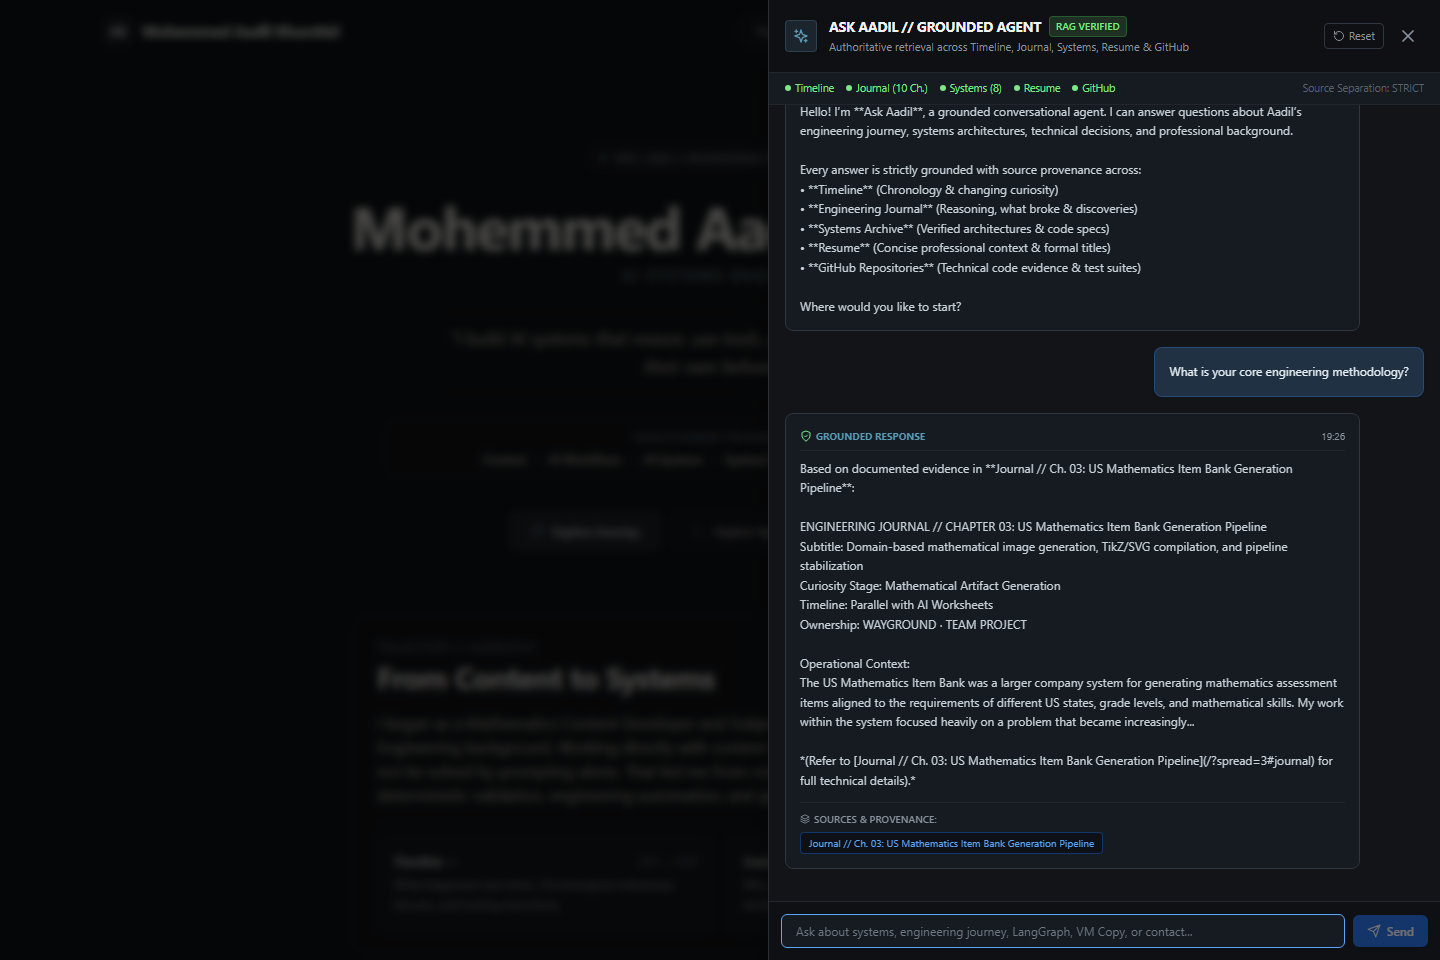 Mohemmed Aadil Khurshid
Mohemmed Aa
From Content to Systems
ASK AADIL // GROUNDED AGENT
RAG VERIFIED
Authoritative retrieval across Timeline, Journal, Systems, Resume & GitHub
Reset
Timeline
Journal (10 Ch.)
Systems (8)
Resume
GitHub
Source Separation: STRICT
Hello! I'm **Ask Aadil**, a grounded conversational agent. I can answer questions about Aadil's
engineering journey, systems architectures, technical decisions, and professional background.
Every answer is strictly grounded with source provenance across:
• **Timeline** (Chronology & changing curiosity)
• **Engineering Journal** (Reasoning, what broke & discoveries)
• **Systems Archive** (Verified architectures & code specs)
• **Resume** (Concise professional context & formal titles)
• **GitHub Repositories** (Technical code evidence & test suites)
Where would you like to start?
What is your core engineering methodology?
GROUNDED RESPONSE
19:26
Based on documented evidence in **Journal // Ch. 03: US Mathematics Item Bank Generation
Pipeline**:
ENGINEERING JOURNAL // CHAPTER 03: US Mathematics Item Bank Generation Pipeline
Subtitle: Domain-based mathematical image generation, TikZ/SVG compilation, and pipeline
stabilization
Curiosity Stage: Mathematical Artifact Generation
Timeline: Parallel with AI Worksheets
Ownership: WAYGROUND · TEAM PROJECT
Operational Context:
The US Mathematics Item Bank was a larger company system for generating mathematics assessment
items aligned to the requirements of different US states, grade levels, and mathematical skills. My work
within the system focused heavily on a problem that became increasingly...
*(Refer to [Journal // Ch. 03: US Mathematics Item Bank Generation Pipeline](/?spread=3#journal) for
full technical details).*
SOURCES & PROVENANCE:
Journal // Ch. 03: US Mathematics Item Bank Generation Pipeline
Ask about systems, engineering journey, LangGraph, VM Copy, or contact...
Send